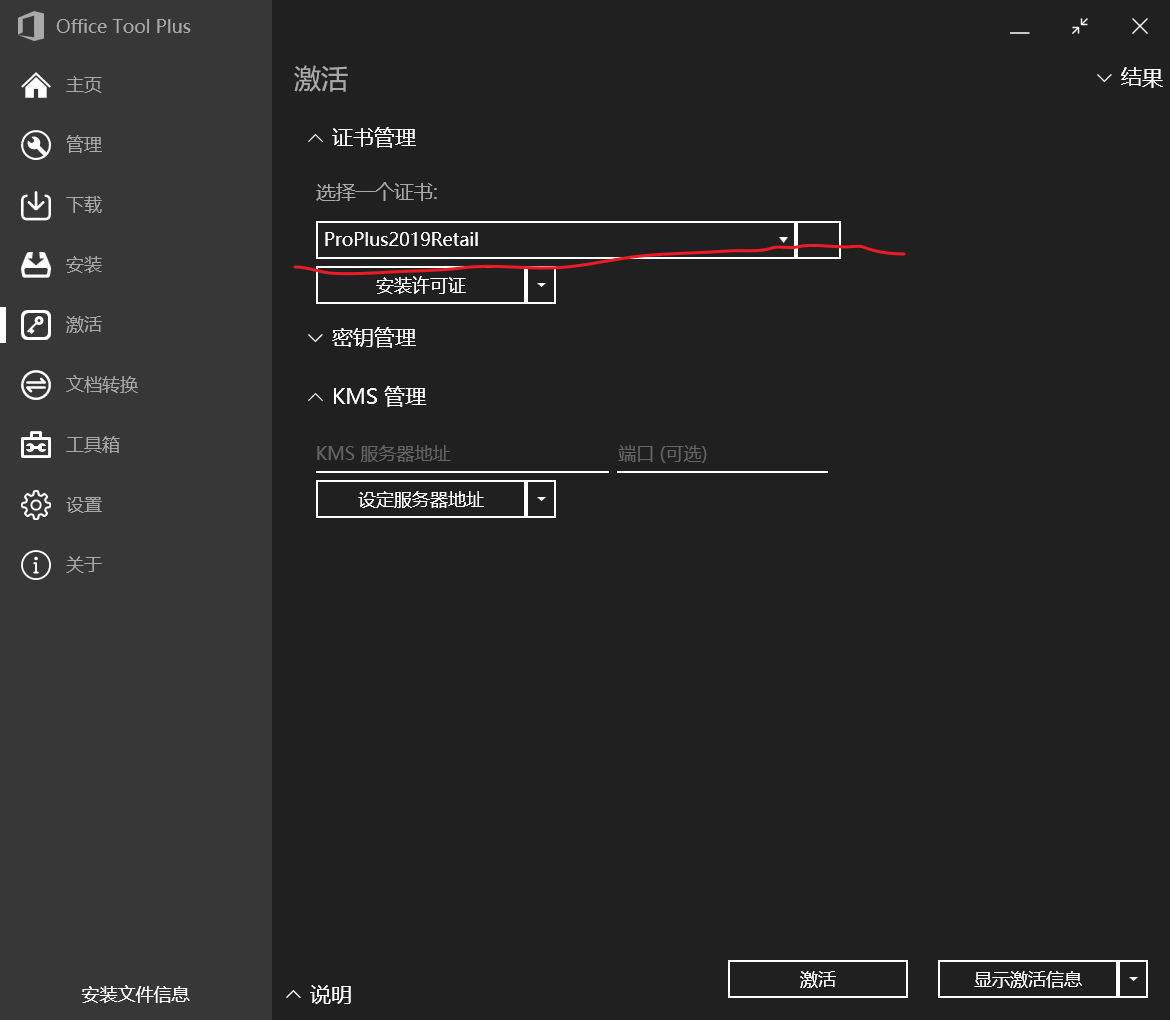 Office Tool Plus
主页
管理
下载
安装
激活
文档转换
工具箱
设置
关于
安装文件信息
激活
结果
证书管理
选择一个证书:
ProPlus2019Retail
安装许可证
密钥管理
KMS 管理
KMS 服务器地址
端口 (可选)
设定服务器地址
说明
激活
显示激活信息